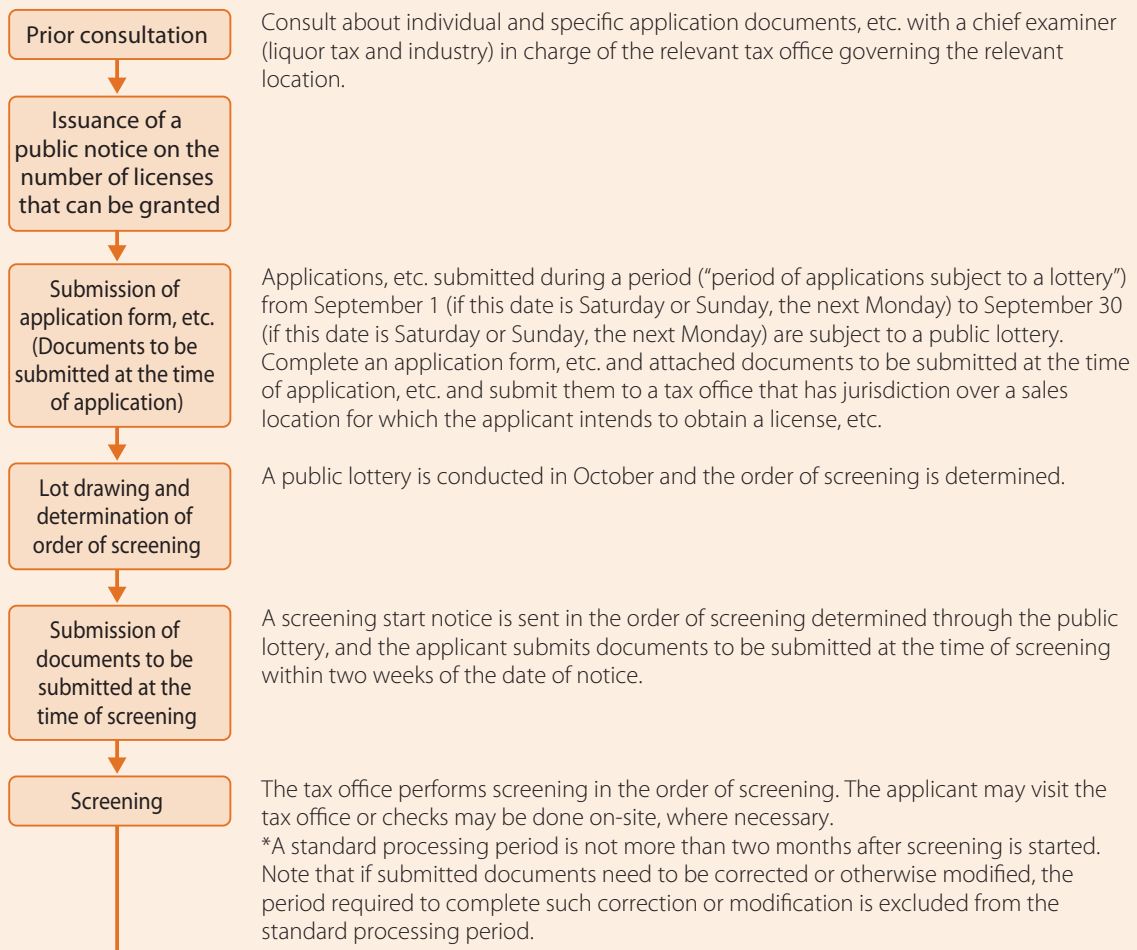 Prior consultation
Consult about individual and specific application documents, etc. with a chief examiner
(liquor tax and industry) in charge of the relevant tax office governing the relevant
location.
Issuance of a
public notice on the
number of licenses
that can be granted
Submission of
application form, etc.
(Documents to be
submitted at the time
of application)
Applications, etc. submitted during a period (“period of applications subject to a lottery”)
from September 1 (if this date is Saturday or Sunday, the next Monday) to September 30
(if this date is Saturday or Sunday, the next Monday) are subject to a public lottery.
Complete an application form, etc. and attached documents to be submitted at the time
of application, etc. and submit them to a tax office that has jurisdiction over a sales
location for which the applicant intends to obtain a license, etc.
Lot drawing and
determination of
order of screening
A public lottery is conducted in October and the order of screening is determined.
Submission of
documents to be
submitted at the
time of screening
A screening start notice is sent in the order of screening determined through the public
lottery, and the applicant submits documents to be submitted at the time of screening
within two weeks of the date of notice.
Screening
The tax office performs screening in the order of screening. The applicant may visit the
tax office or checks may be done on-site, where necessary.
*A standard processing period is not more than two months after screening is started.
Note that if submitted documents need to be corrected or otherwise modified, the
period required to complete such correction or modification is excluded from the
standard processing period.